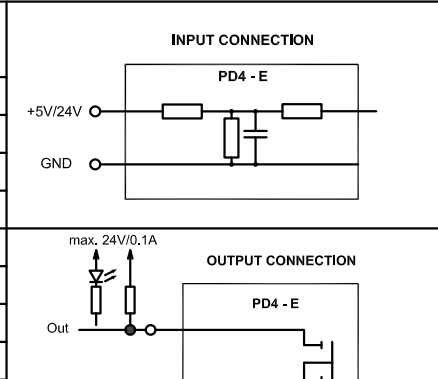 INPUT CONNECTION
PD4 - E
+5V/24V
GND
max. 24V/0.1A
OUTPUT CONNECTION
PD4 - E
Out